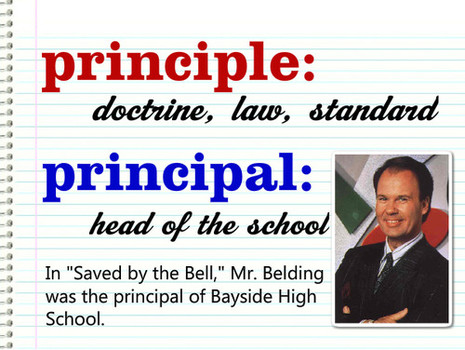 principle:
doctrine, law, standard
principal:
head of the school
In "Saved by the Bell," Mr. Belding
was the principal of Bayside High
School.